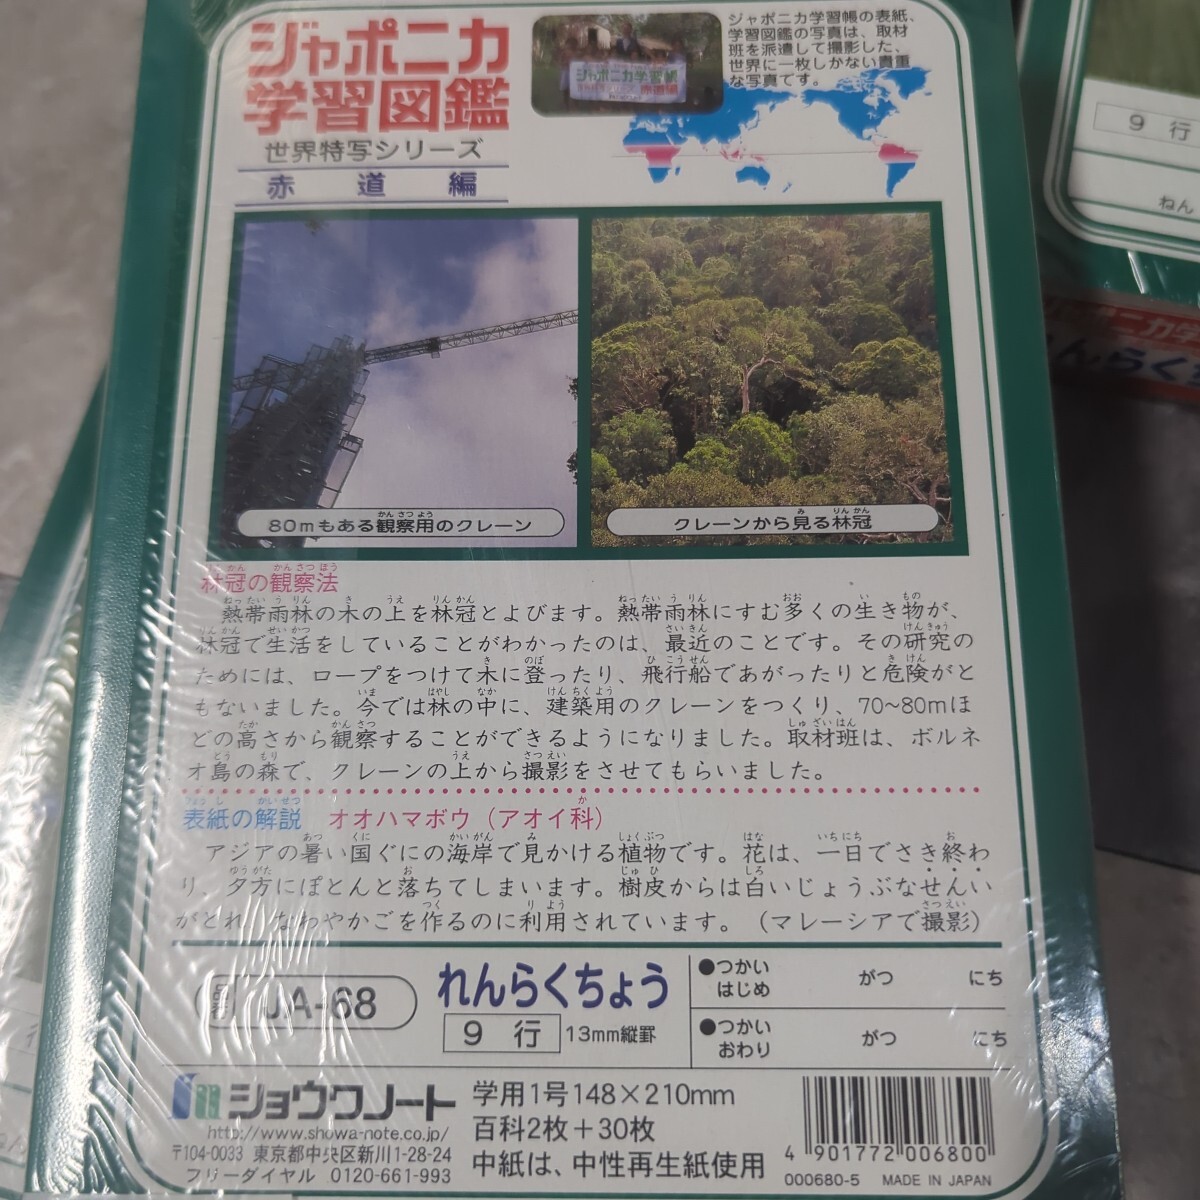 ジャポニカ
学習図鑑
世界特写シリーズ
赤道編
ジャポニカ学習帳の表紙、
学習図鑑の写真は、取材
班を派遣して撮影した、
世界に一枚しかない貴重
な写真です。
ジャポニカ学習帳
80mもある観察用のクレーン
クレーンから見る林冠
林冠の観察法
熱帯雨林の木の上を林冠とよびます。熱帯雨林にすむ多くの生き物が、
林冠で生活をしていることがわかったのは、最近のことです。その研究の
ためには、ロープをつけて木に登ったり、飛行船であがったりと危険がと
もないました。今では林の中に、建築用のクレーンをつくり、70~80mほ
どの高さから観察することができるようになりました。取材班は、ボルネ
オ島の森で、クレーンの上から撮影をさせてもらいました。
表紙の解説 オオハマボウ(アオイ科)
アジアの暑い国ぐにの海岸で見かける植物です。花は、一日でさき終わ
り、夕方にぽとんと落ちてしまいます。樹皮からは白いじょうぶなせんい
がとれ、なわやかごを作るのに利用されています。(マレーシアで撮影)
品番 JA-68
れんらくちょう
9行 13mm縦罫
●つかいはじめ がつ にち
●つかいおわり がつ にち
ショウワノート
http://www.showa-note.co.jp/
〒104-0033 東京都中央区新川1-28-24
フリーダイヤル 0120-661-993
学用1号148×210mm
百科2枚+30枚
中紙は、中性再生紙使用
4 901772 006800
000680-5 MADE IN JAPAN
9行
ねん